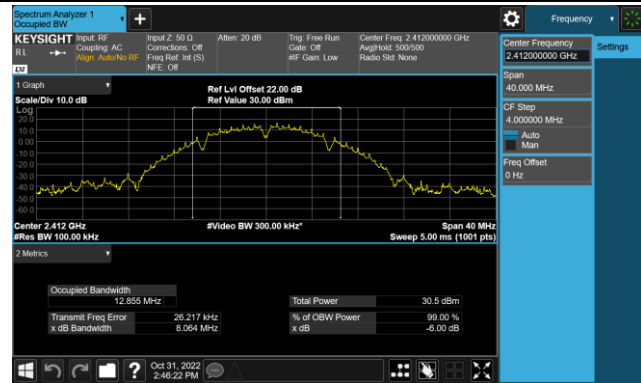 Spectrum Analyzer 1
Occupied BW
Frequency
KEYSIGHT
Input: RF
Coupling: AC
Align: Auto/No RF
Input Z: 50 Ω
Corrections: Off
Freq Ref: Int (S)
NFE: Off
Atten: 20 dB
Trig: Free Run
Gate: Off
#IF Gain: Low
Center Freq: 2.412000000 GHz
Avg|Hold: 500/500
Radio Std: None
RL
LXI
Center Frequency
2.412000000 GHz
Settings
Span
40.000 MHz
CF Step
4.000000 MHz
Auto
Man
Freq Offset
0 Hz
1 Graph
Scale/Div 10.0 dB
Ref Lvl Offset 22.00 dB
Ref Value 30.00 dBm
Log
20.0
10.0
0.00
-10.0
-20.0
-30.0
-40.0
-50.0
-60.0
Center 2.412 GHz
#Video BW 300.00 kHz*
Span 40 MHz
#Res BW 100.00 kHz
Sweep 5.00 ms (1001 pts)
2 Metrics
Occupied Bandwidth
12.855 MHz
Total Power 30.5 dBm
Transmit Freq Error 26.217 kHz
% of OBW Power 99.00 %
x dB Bandwidth 8.064 MHz
x dB -6.00 dB
Oct 31, 2022
2:46:22 PM